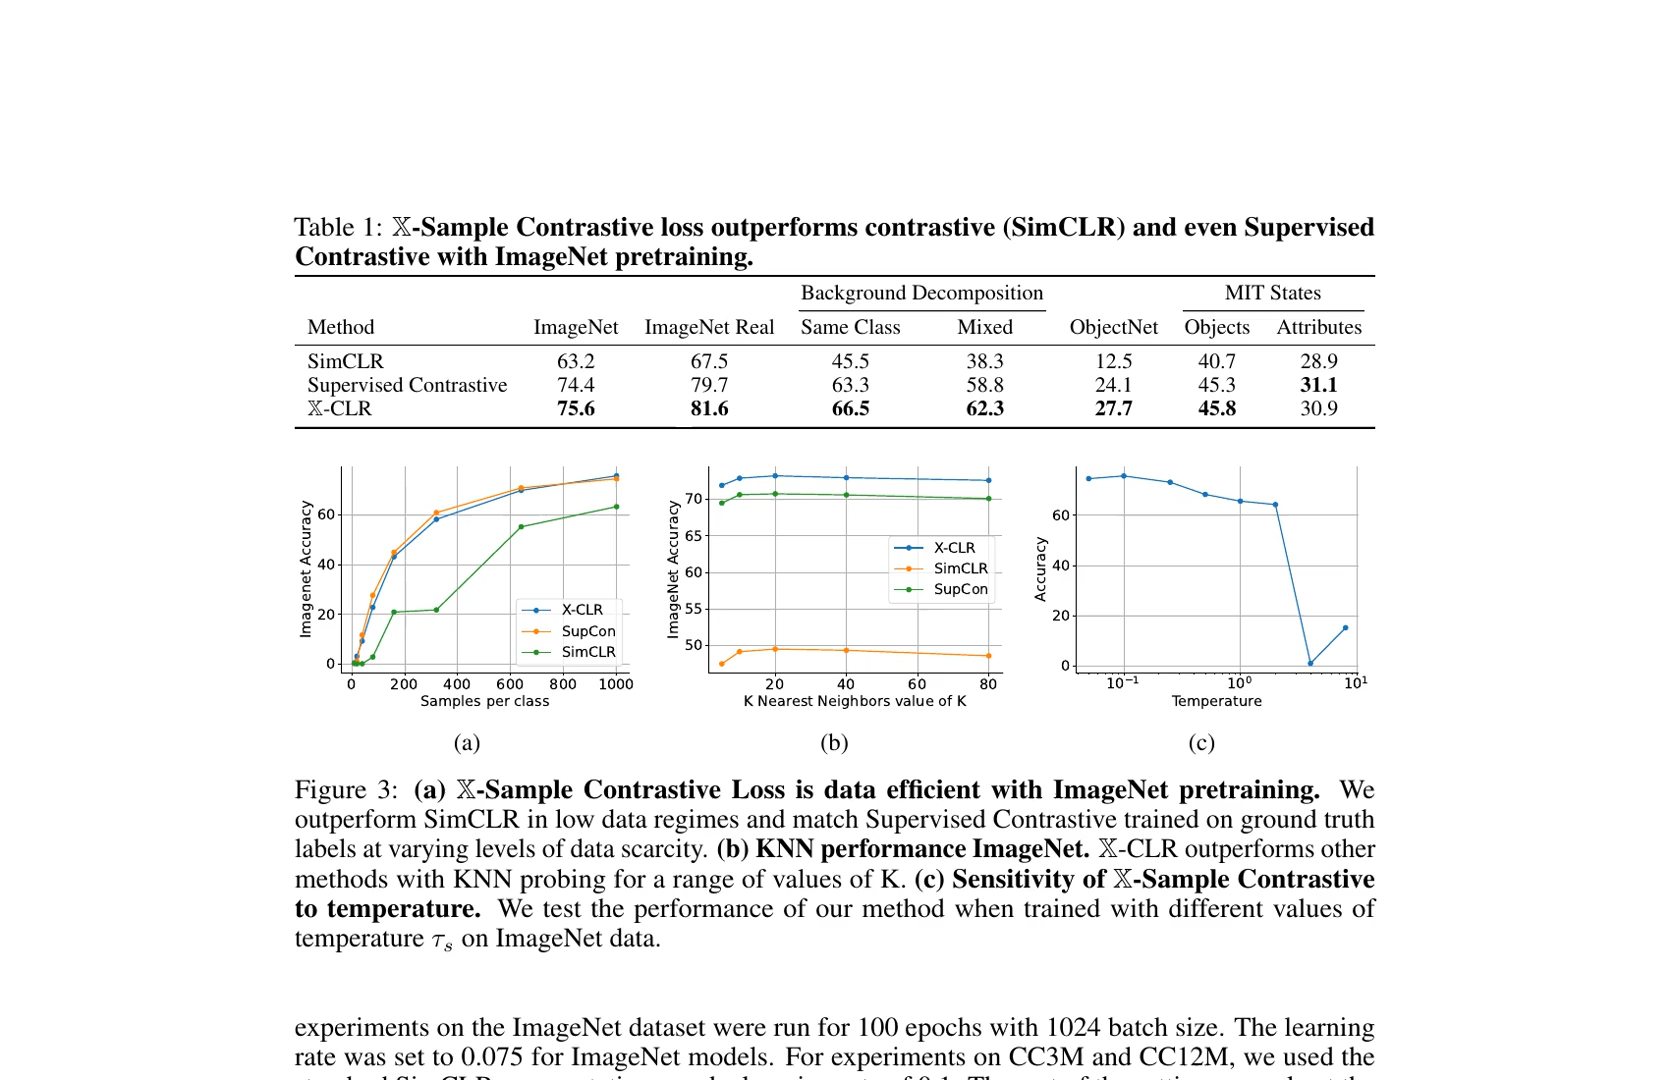 Table 1: 𝕏-Sample Contrastive loss outperforms contrastive (SimCLR) and even Supervised
Contrastive with ImageNet pretraining.
Background Decomposition MIT States
Method ImageNet ImageNet Real Same Class Mixed ObjectNet Objects Attributes
SimCLR 63.2 67.5 45.5 38.3 12.5 40.7 28.9
Supervised Contrastive 74.4 79.7 63.3 58.8 24.1 45.3 31.1
𝕏-CLR 75.6 81.6 66.5 62.3 27.7 45.8 30.9
Imagenet Accuracy
60
40
20
0
0 200 400 600 800 1000
Samples per class
X-CLR
SupCon
SimCLR
(a)
ImageNet Accuracy
70
65
60
55
50
20 40 60 80
K Nearest Neighbors value of K
X-CLR
SimCLR
SupCon
(b)
Accuracy
60
40
20
0
10⁻¹ 10⁰ 10¹
Temperature
(c)
Figure 3: (a) 𝕏-Sample Contrastive Loss is data efficient with ImageNet pretraining. We
outperform SimCLR in low data regimes and match Supervised Contrastive trained on ground truth
labels at varying levels of data scarcity. (b) KNN performance ImageNet. 𝕏-CLR outperforms other
methods with KNN probing for a range of values of K. (c) Sensitivity of 𝕏-Sample Contrastive
to temperature. We test the performance of our method when trained with different values of
temperature τₛ on ImageNet data.
experiments on the ImageNet dataset were run for 100 epochs with 1024 batch size. The learning
rate was set to 0.075 for ImageNet models. For experiments on CC3M and CC12M, we used the